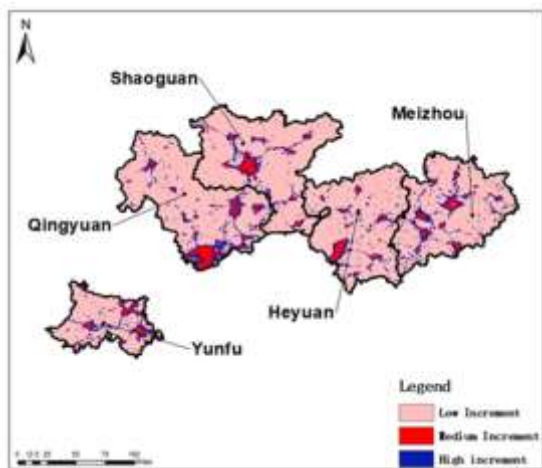 N
Shaoguan
Meizhou
Qingyuan
Heyuan
Yunfu
Legend
Low Increment
Medium Increment
High increment